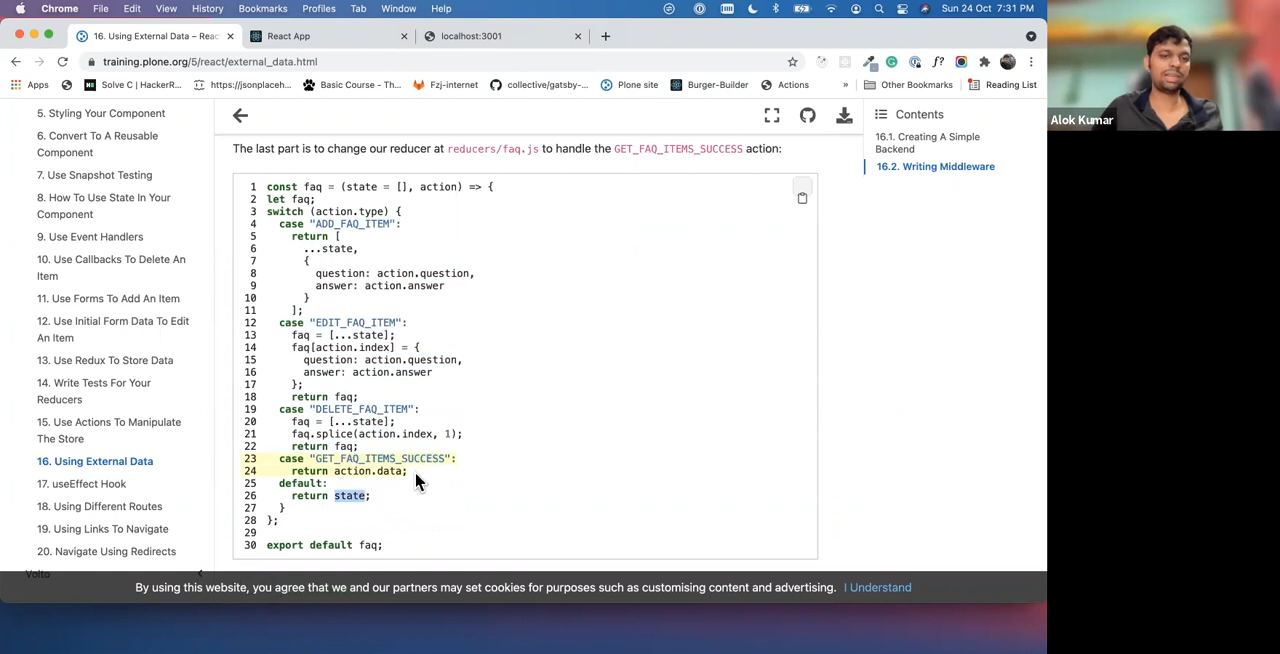 Chrome File Edit View History Bookmarks Profiles Tab Window Help Sun 24 Oct 7:31 PM
16. Using External Data – Reac
React App
localhost:3001
training.plone.org/5/react/external_data.html
Apps
Solve C | HackerR...
https://jsonplaceh...
Basic Course - Th...
Fzj-internet
collective/gatsby-...
Plone site
Burger-Builder
Actions
»
Other Bookmarks
Reading List
Alok Kumar
5. Styling Your Component
6. Convert To A Reusable
Component
7. Use Snapshot Testing
8. How To Use State In Your
Component
9. Use Event Handlers
10. Use Callbacks To Delete An
Item
11. Use Forms To Add An Item
12. Use Initial Form Data To Edit
An Item
13. Use Redux To Store Data
14. Write Tests For Your
Reducers
15. Use Actions To Manipulate
The Store
16. Using External Data
17. useEffect Hook
18. Using Different Routes
19. Using Links To Navigate
20. Navigate Using Redirects
Volto
The last part is to change our reducer at reducers/faq.js to handle the GET_FAQ_ITEMS_SUCCESS action:
1 const faq = (state = [], action) => {
2 let faq;
3 switch (action.type) {
4 case "ADD_FAQ_ITEM":
5 return [
6 ...state,
7 {
8 question: action.question,
9 answer: action.answer
10 }
11 ];
12 case "EDIT_FAQ_ITEM":
13 faq = [...state];
14 faq[action.index] = {
15 question: action.question,
16 answer: action.answer
17 };
18 return faq;
19 case "DELETE_FAQ_ITEM":
20 faq = [...state];
21 faq.splice(action.index, 1);
22 return faq;
23 case "GET_FAQ_ITEMS_SUCCESS":
24 return action.data;
25 default:
26 return state;
27 }
28 };
29
30 export default faq;
Contents
16.1. Creating A Simple
Backend
16.2. Writing Middleware
By using this website, you agree that we and our partners may set cookies for purposes such as customising content and advertising. I Understand